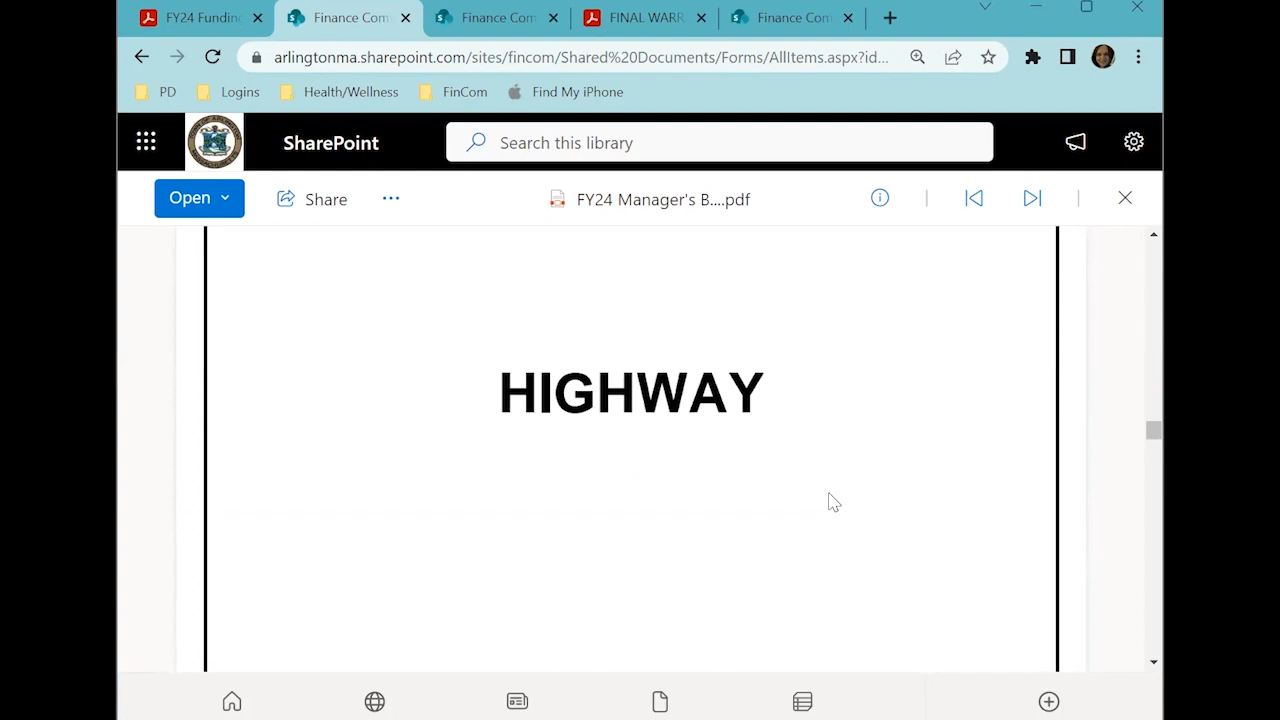 FY24 Fundin
Finance Com
Finance Com
FINAL WARR
Finance Com
arlingtonma.sharepoint.com/sites/fincom/Shared%20Documents/Forms/AllItems.aspx?id...
PD
Logins
Health/Wellness
FinCom
Find My iPhone
SharePoint
Search this library
Open
Share
FY24 Manager's B....pdf
HIGHWAY